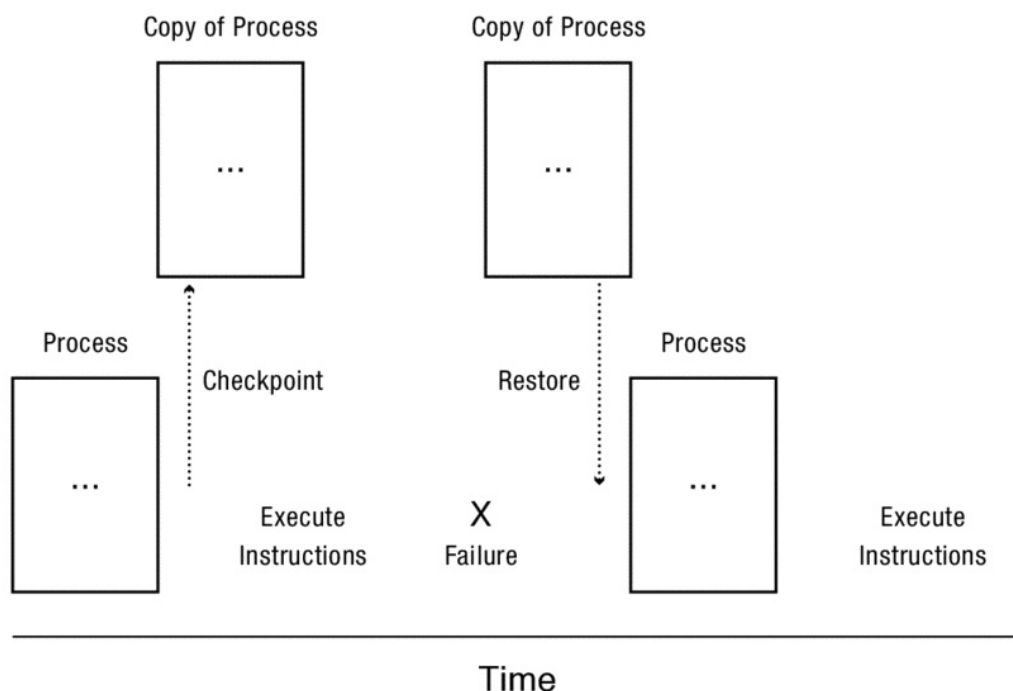 Copy of Process
Copy of Process
...
...
Process
Process
Checkpoint
Restore
...
...
Execute
Instructions
X
Failure
Execute
Instructions
Time